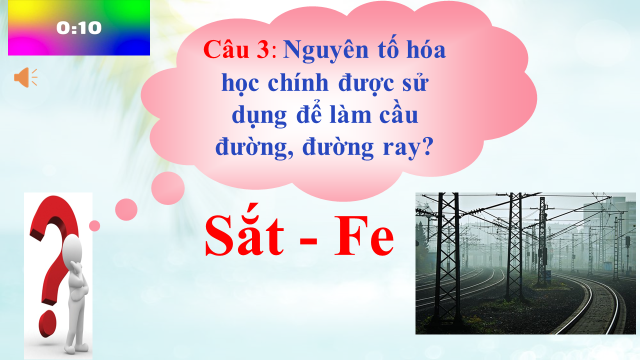 0:10
Câu 3: Nguyên tố hóa
học chính được sử
dụng để làm cầu
đường, đường ray?
Sắt - Fe